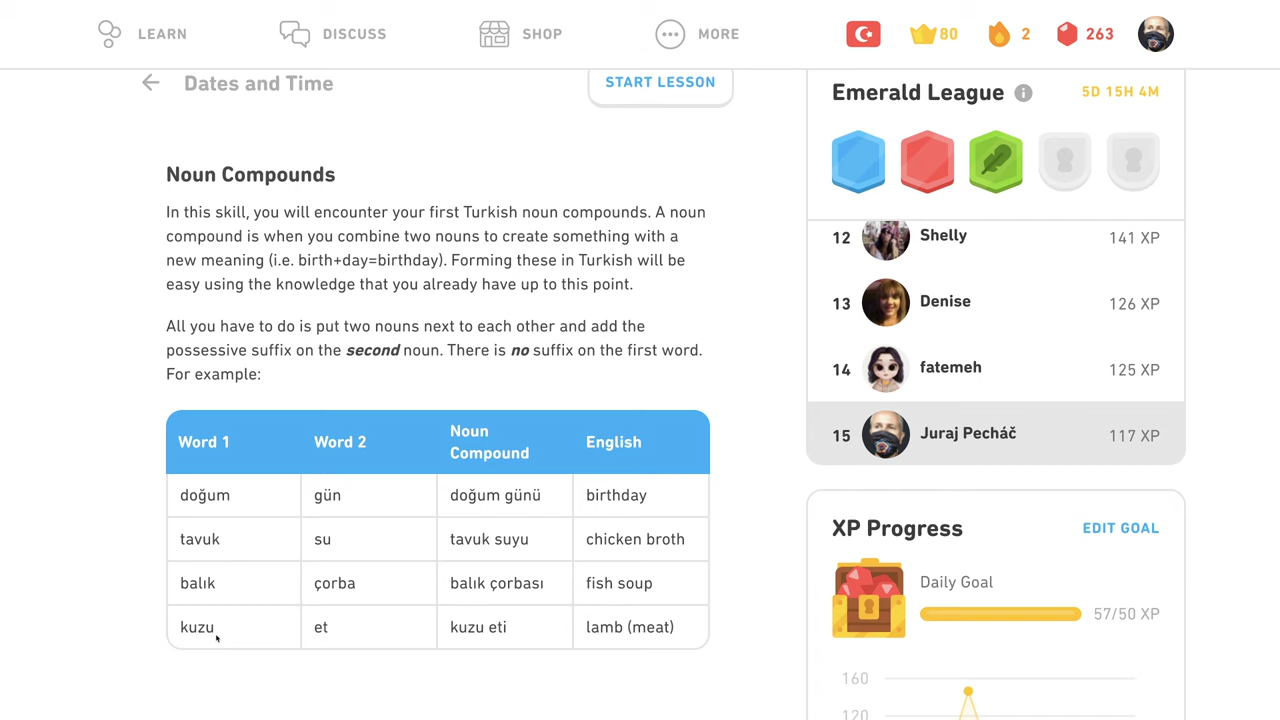 LEARN
DISCUSS
SHOP
MORE
80
2
263
Dates and Time
START LESSON
Noun Compounds
In this skill, you will encounter your first Turkish noun compounds. A noun
compound is when you combine two nouns to create something with a
new meaning (i.e. birth+day=birthday). Forming these in Turkish will be
easy using the knowledge that you already have up to this point.
All you have to do is put two nouns next to each other and add the
possessive suffix on the second noun. There is no suffix on the first word.
For example:
Word 1 Word 2 Noun Compound English
doğum gün doğum günü birthday
tavuk su tavuk suyu chicken broth
balık çorba balık çorbası fish soup
kuzu et kuzu eti lamb (meat)
Emerald League 5D 15H 4M
12 Shelly 141 XP
13 Denise 126 XP
14 fatemeh 125 XP
15 Juraj Pecháč 117 XP
XP Progress EDIT GOAL
Daily Goal
57/50 XP
160
120